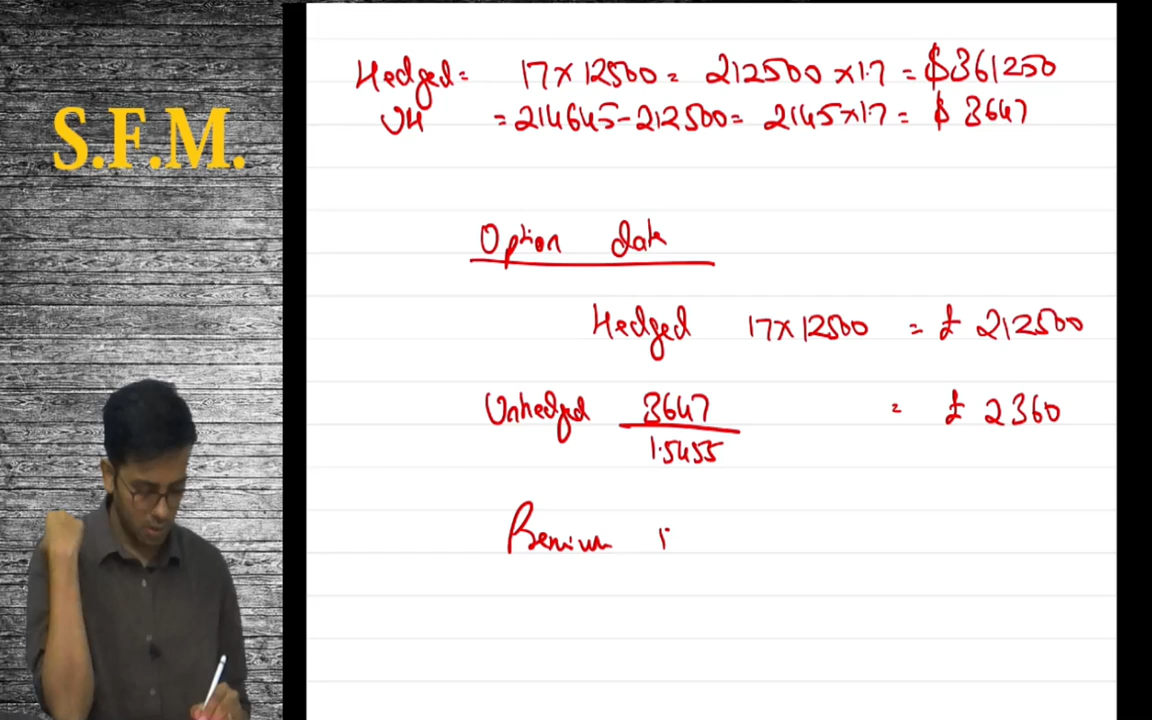 S.F.M.
Hedged = 17 × 12500 = 212500 × 1.7 = $361250
UH = 214645 - 212500 = 2145 × 1.7 = $ 3647
Option date
Hedged 17 × 12500 = £ 212500
Unhedged 3647
= £ 2360
1.5455
Premium